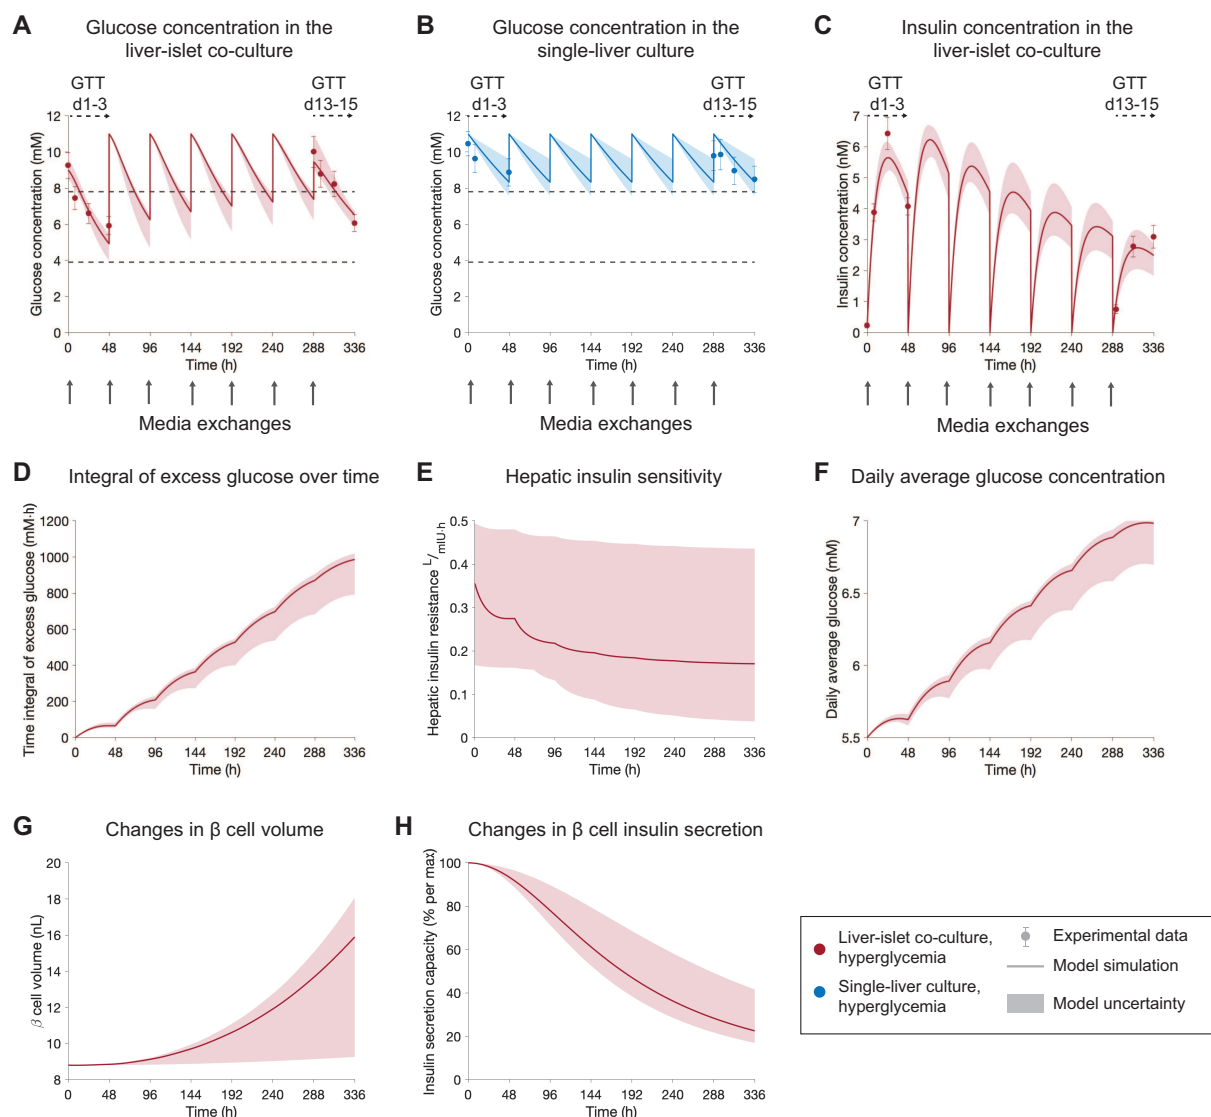 A
Glucose concentration in the
liver-islet co-culture
GTT
d1-3
GTT
d13-15
Glucose concentration (mM)
12
10
8
6
4
2
0
0 48 96 144 192 240 288 336
Time (h)
Media exchanges
B
Glucose concentration in the
single-liver culture
GTT
d1-3
GTT
d13-15
Glucose concentration (mM)
12
10
8
6
4
2
0
0 48 96 144 192 240 288 336
Time (h)
Media exchanges
C
Insulin concentration in the
liver-islet co-culture
GTT
d1-3
GTT
d13-15
Insulin concentration (nM)
7
6
5
4
3
2
1
0
0 48 96 144 192 240 288 336
Time (h)
Media exchanges
D
Integral of excess glucose over time
Time integral of excess glucose (mM·h)
1200
1000
800
600
400
200
0
0 48 96 144 192 240 288 336
Time (h)
E
Hepatic insulin sensitivity
Hepatic insulin resistance L/mIU·h
0.5
0.4
0.3
0.2
0.1
0
0 48 96 144 192 240 288 336
Time (h)
F
Daily average glucose concentration
Daily average glucose (mM)
7
6.5
6
5.5
0 48 96 144 192 240 288 336
Time (h)
G
Changes in β cell volume
β cell volume (nL)
20
18
16
14
12
10
8
0 48 96 144 192 240 288 336
Time (h)
H
Changes in β cell insulin secretion
Insulin secretion capacity (% per max)
100
80
60
40
20
0
0 48 96 144 192 240 288 336
Time (h)
Liver-islet co-culture,
hyperglycemia
Single-liver culture,
hyperglycemia
Experimental data
Model simulation
Model uncertainty